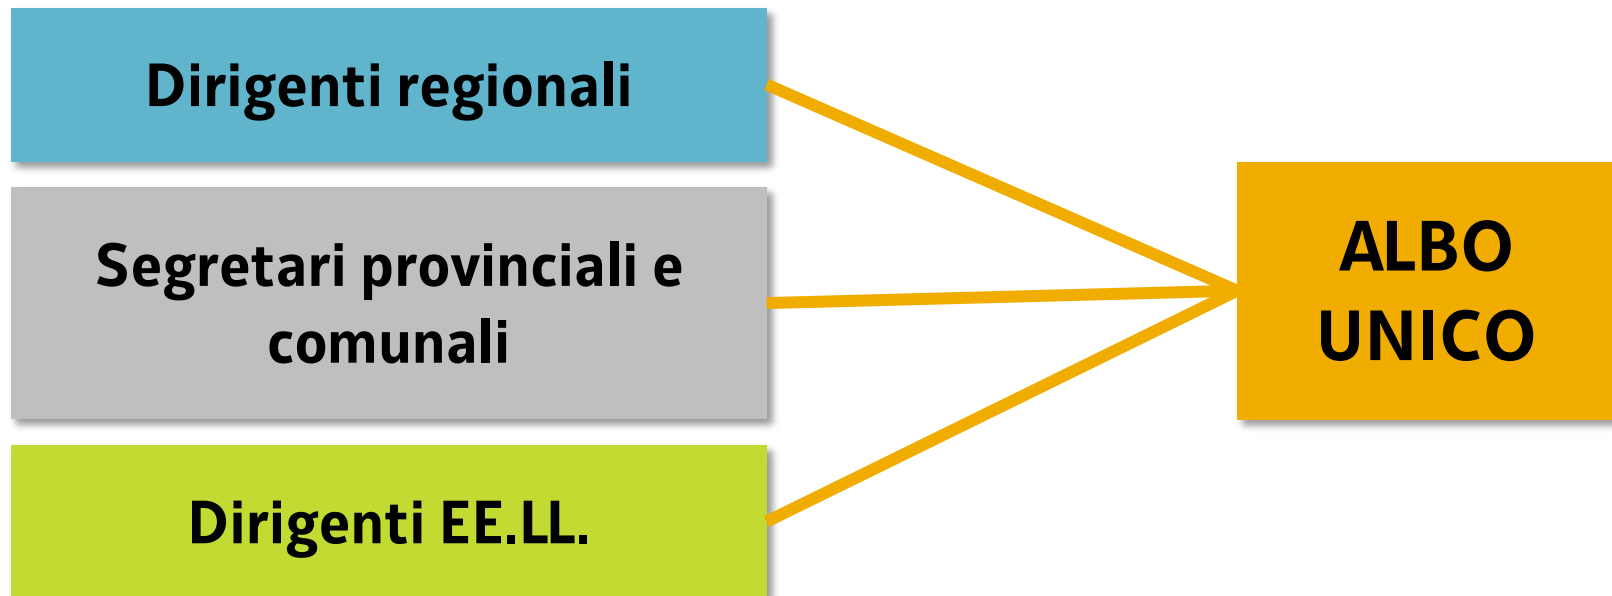 Dirigenti regionali
Segretari provinciali e
comunali
Dirigenti EE.LL.
ALBO
UNICO